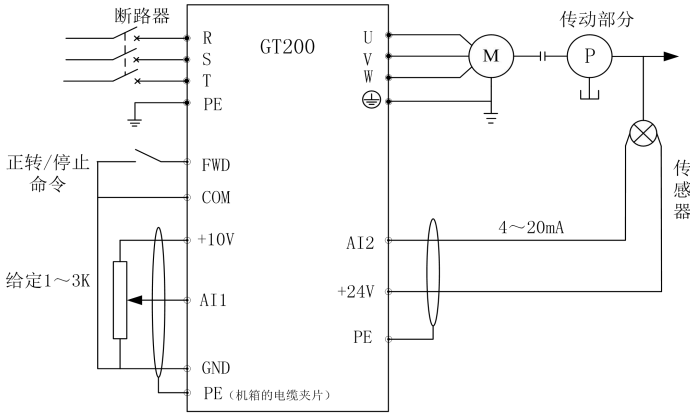 断路器
传动部分
R
S
T
PE
GT200
U
V
W
M
P
正转/停止
命令
FWD
COM
+10V
给定1～3K
AI1
GND
PE（机箱的电缆夹片）
AI2
4～20mA
+24V
PE
传
感
器